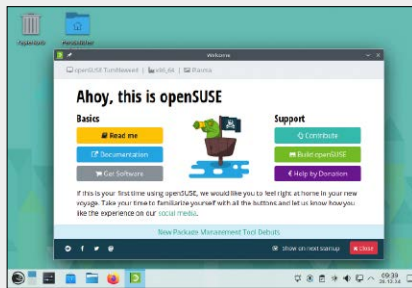 Welcome
openSUSE Tumbleweed | x86_64 | Plasma
Ahoy, this is openSUSE
Basics
Support
Read me
Contribute
Documentation
Build openSUSE
Get Software
Help by Donation
If this is your first time using openSUSE, we would like you to feel right at home in your new
voyage. Take your time to familiarize yourself with all the buttons and let us know how you
like the experience on our social media.
New Package Management Tool Debuts
Show on next startup
Close
09:39